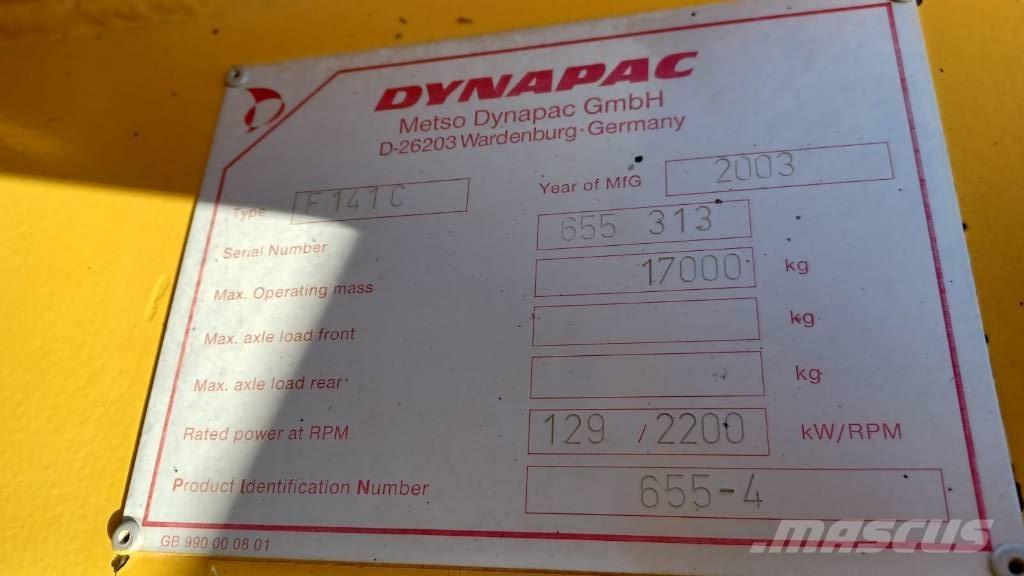 DYNAPAC
Metso Dynapac GmbH
D-26203 Wardenburg·Germany
Type F141C Year of MfG 2003
Serial Number 655 313
Max. Operating mass 17000 kg
Max. axle load front kg
Max. axle load rear kg
Rated power at RPM 129 / 2200 kW/RPM
Product Identification Number 655-4
GB 990 00 08 01
MASCUS